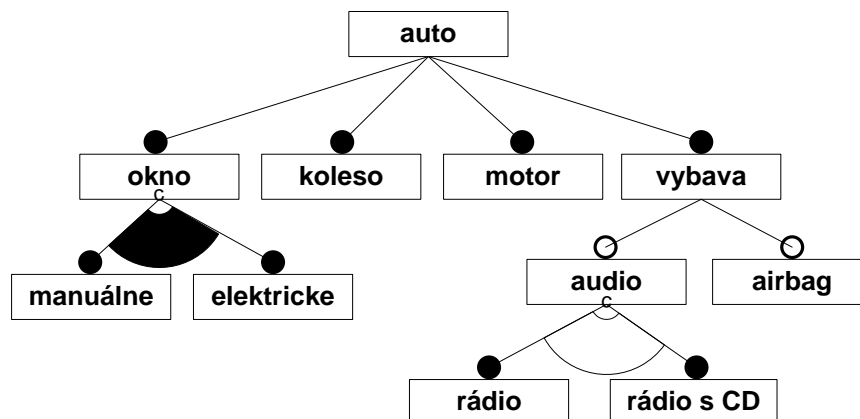 auto
okno
koleso
motor
vybava
c
manuálne
elektricke
audio
airbag
c
rádio
rádio s CD